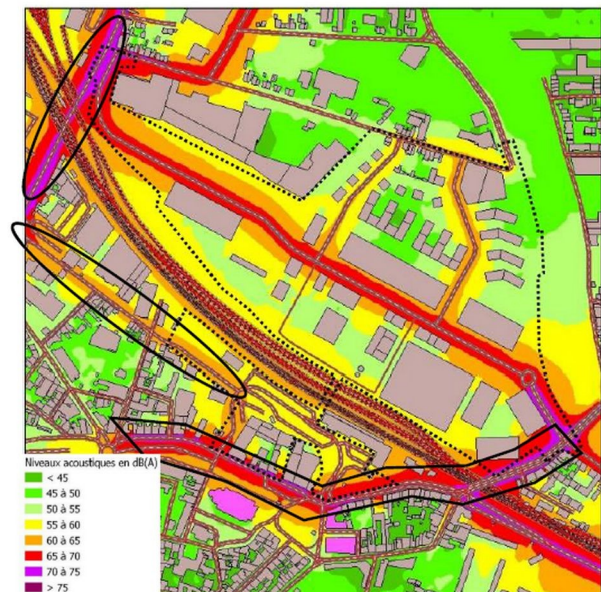 Niveaux acoustiques en dB(A)
< 45
45 à 50
50 à 55
55 à 60
60 à 65
65 à 70
70 à 75
> 75